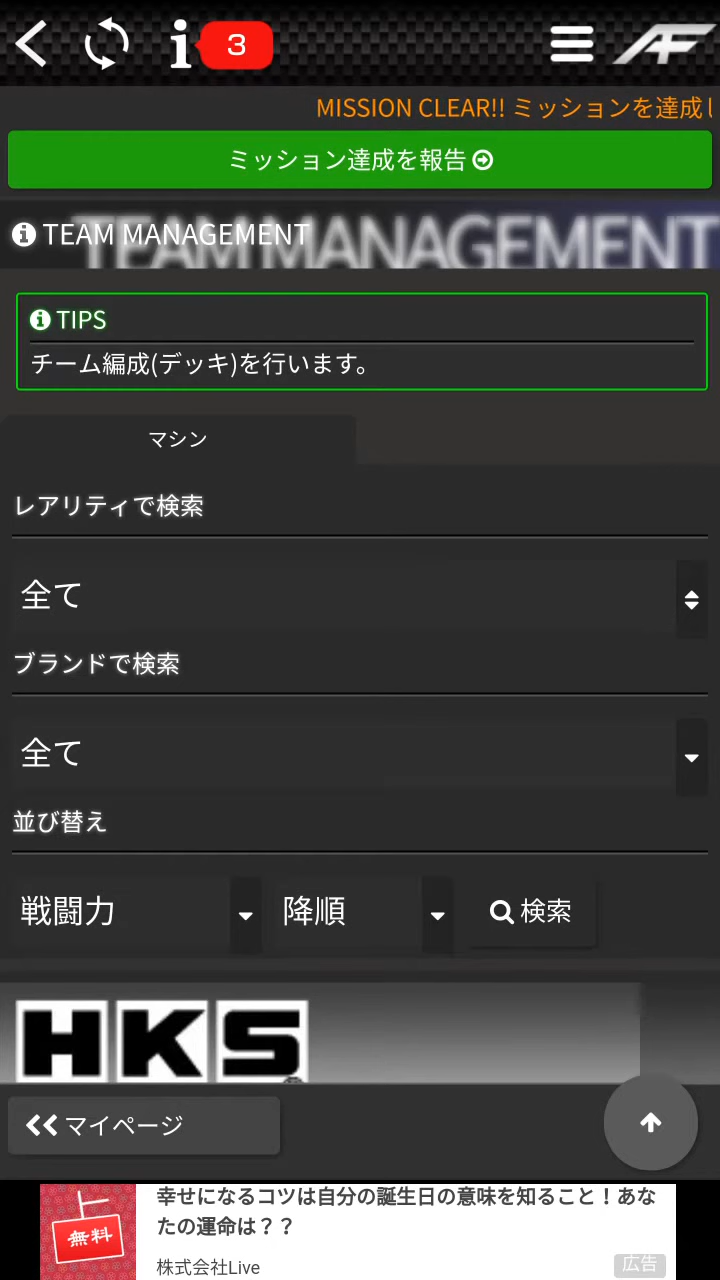 3
AF
MISSION CLEAR!! ミッションを達成し
ミッション達成を報告
TEAM MANAGEMENT
TEAM MANAGEMENT
TIPS
チーム編成(デッキ)を行います。
マシン
レアリティで検索
全て
ブランドで検索
全て
並び替え
戦闘力 降順 検索
HKS
マイページ
無料
幸せになるコツは自分の誕生日の意味を知ること！あな
たの運命は？？
株式会社Live
広告